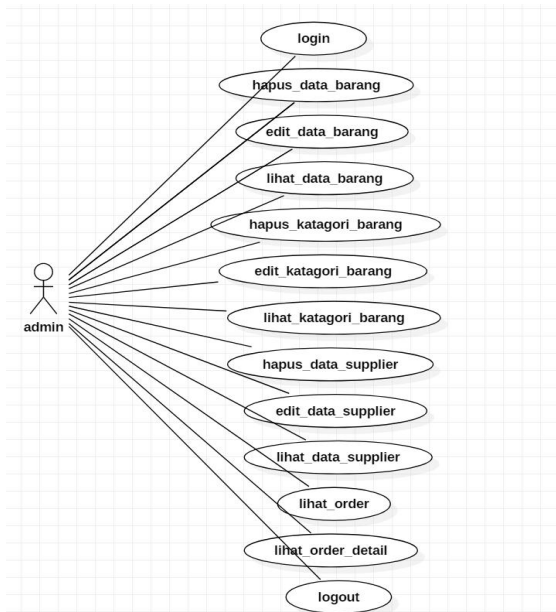 login
hapus_data_barang
edit_data_barang
lihat_data_barang
hapus_katagori_barang
edit_katagori_barang
lihat_katagori_barang
admin
hapus_data_supplier
edit_data_supplier
lihat_data_supplier
lihat_order
lihat_order_detail
logout